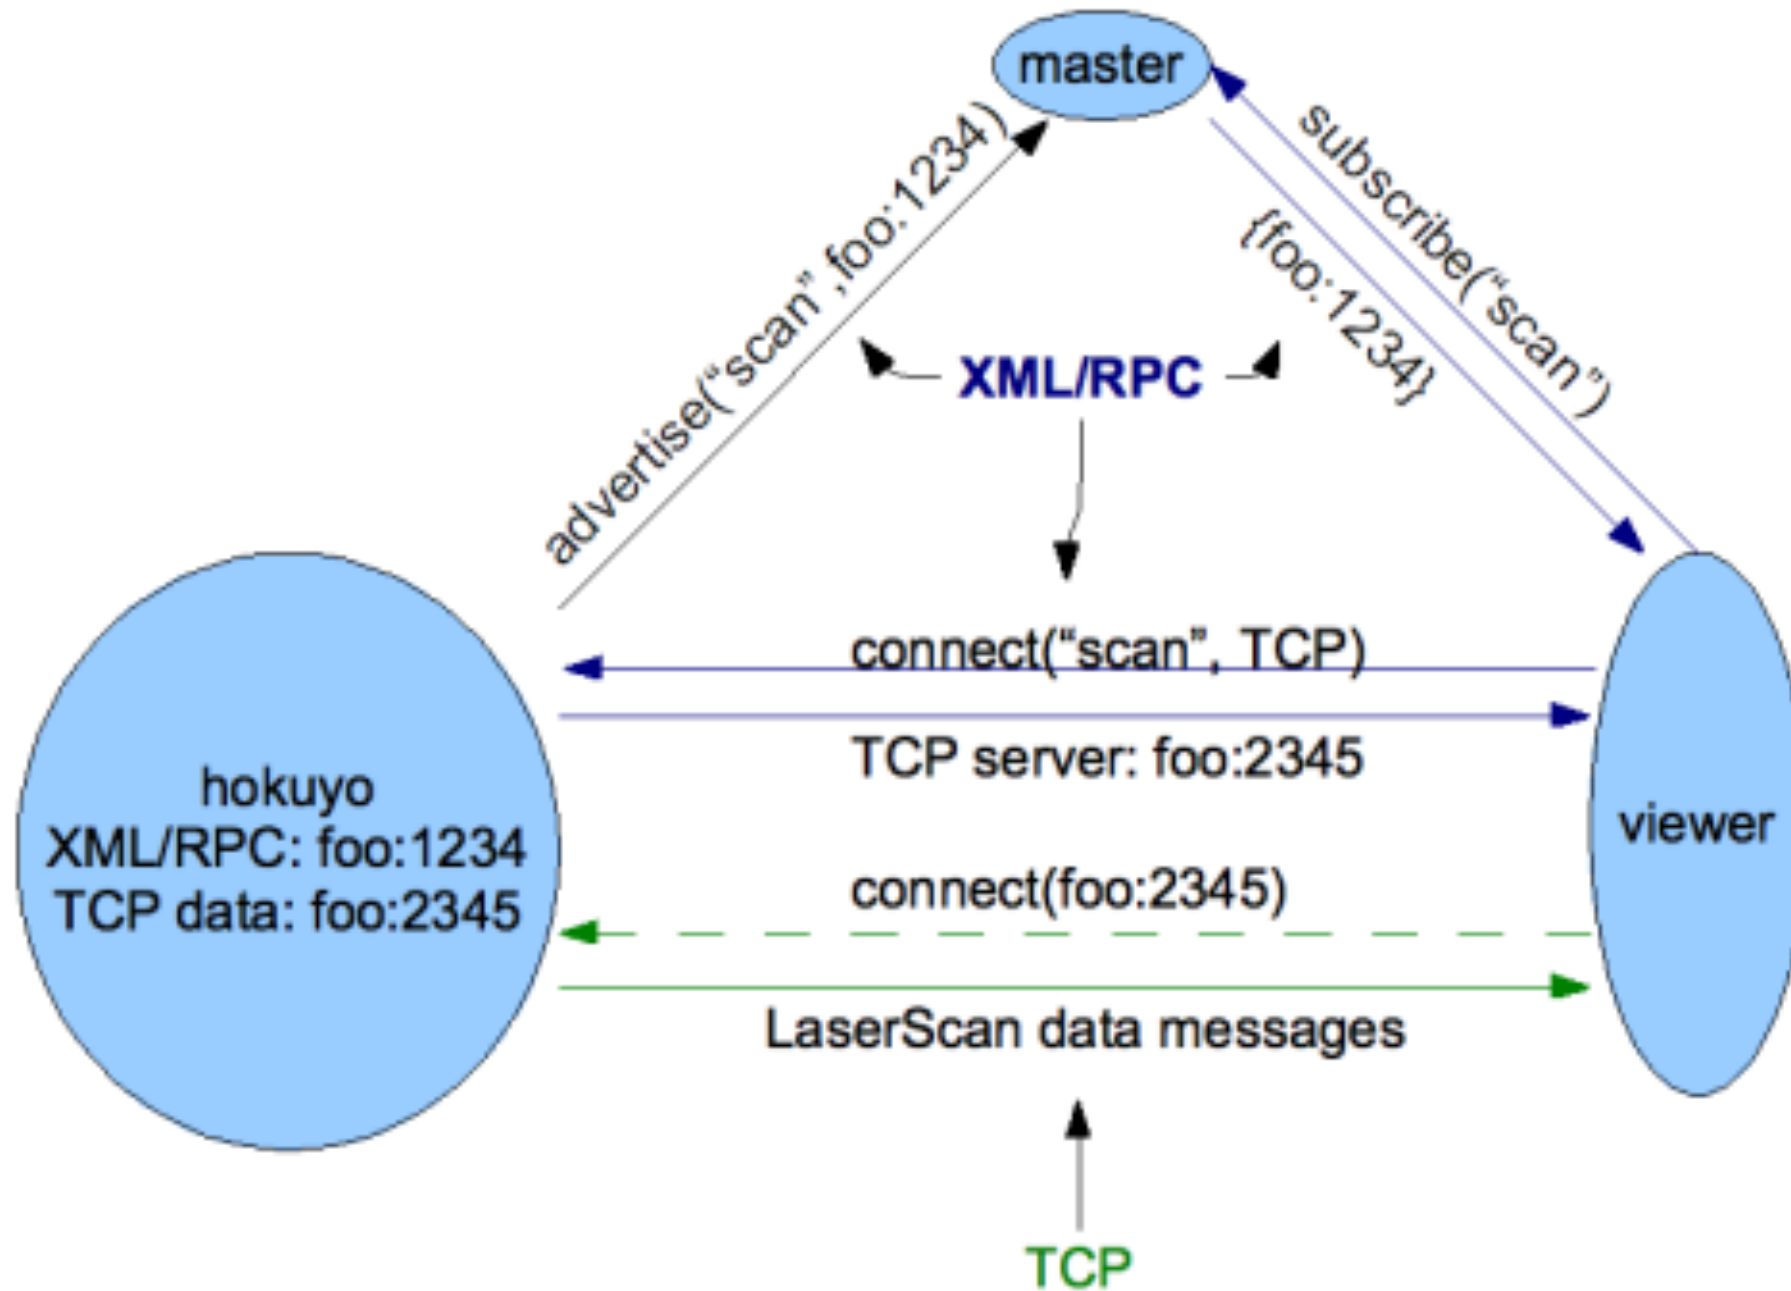 master
advertise(“scan”,foo:1234)
subscribe(“scan”)
{foo:1234}
XML/RPC
connect(“scan”, TCP)
TCP server: foo:2345
hokuyo
XML/RPC: foo:1234
TCP data: foo:2345
viewer
connect(foo:2345)
LaserScan data messages
TCP